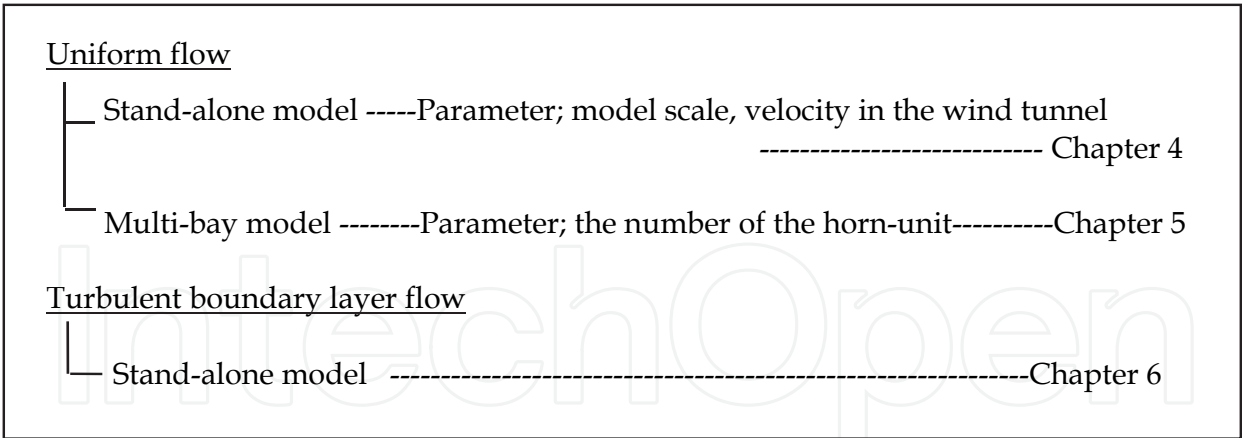 Uniform flow
Stand-alone model -----Parameter; model scale, velocity in the wind tunnel
--------------------------- Chapter 4
Multi-bay model --------Parameter; the number of the horn-unit----------Chapter 5
IntechOpen
Turbulent boundary layer flow
Stand-alone model -------------------------------------------------------------Chapter 6